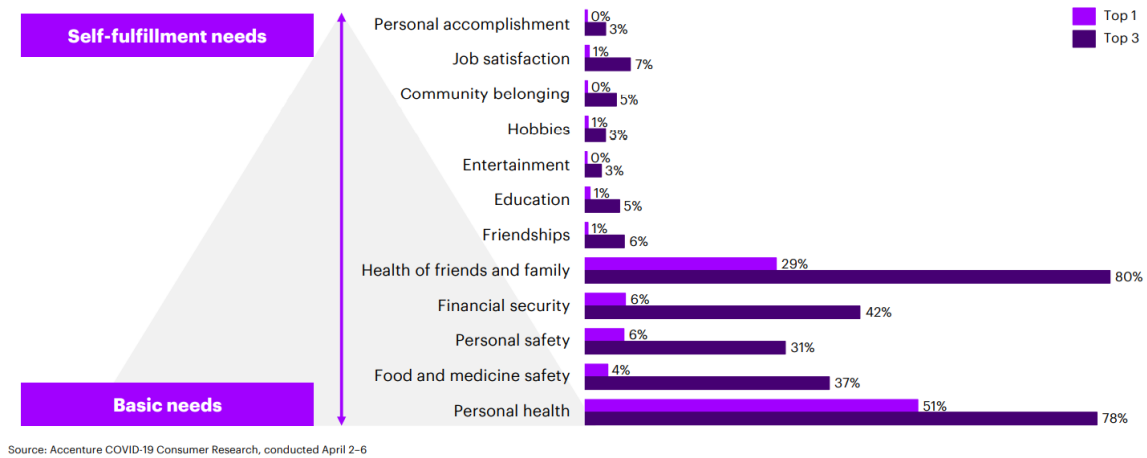 Self-fulfillment needs
Personal accomplishment 0% 3%
Top 1
Top 3
Job satisfaction 1% 7%
Community belonging 0% 5%
Hobbies 1% 3%
Entertainment 0% 3%
Education 1% 5%
Friendships 1% 6%
Health of friends and family 29% 80%
Financial security 6% 42%
Personal safety 6% 31%
Food and medicine safety 4% 37%
Basic needs
Personal health 51% 78%
Source: Accenture COVID-19 Consumer Research, conducted April 2–6